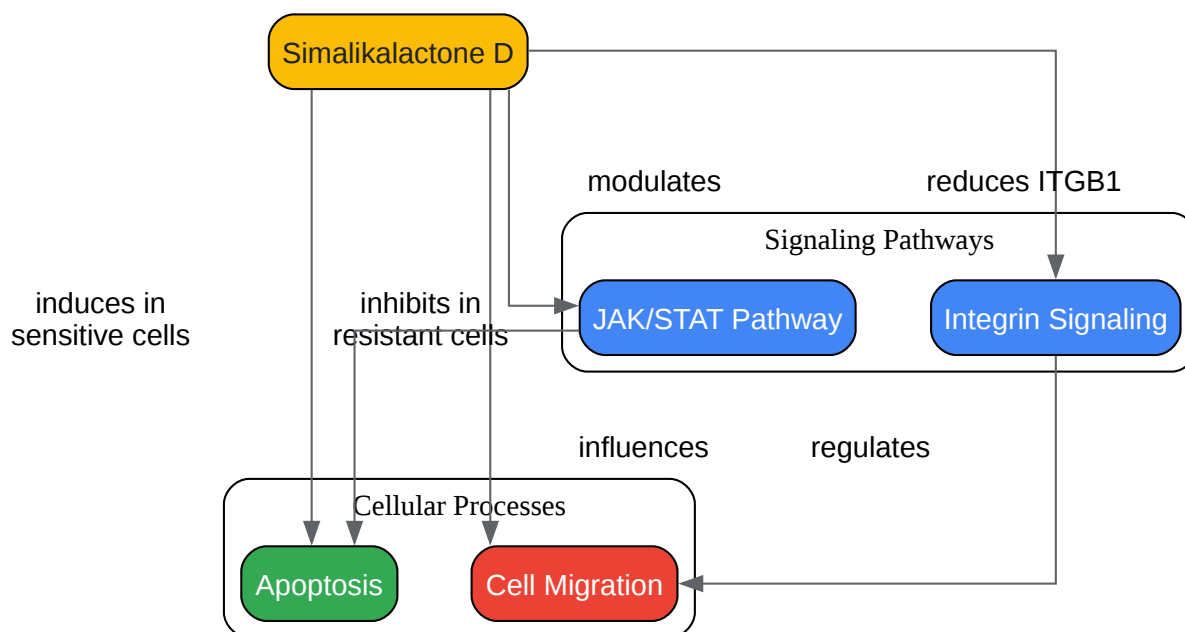 Simalikalactone D
modulates
reduces ITGB1
Signaling Pathways
induces in
sensitive cells
inhibits in
resistant cells
JAK/STAT Pathway
Integrin Signaling
influences
regulates
Cellular Processes
Apoptosis
Cell Migration